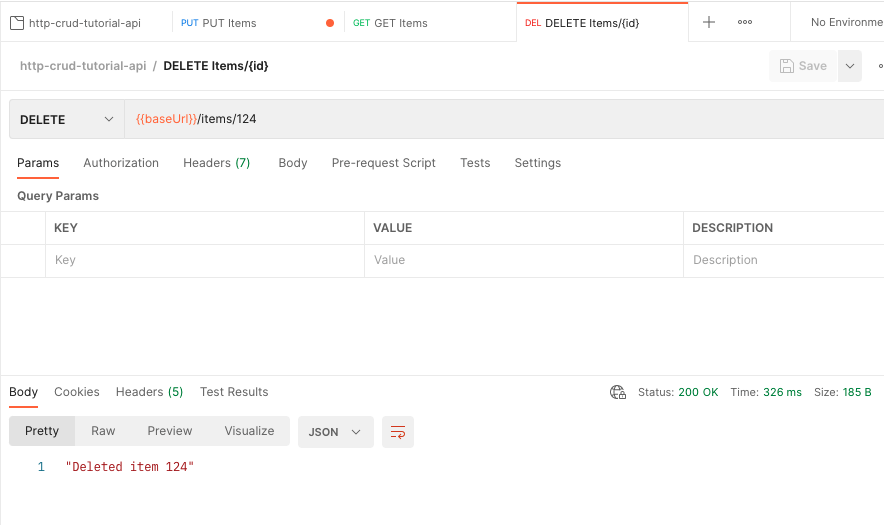 http-crud-tutorial-api PUT PUT Items GET GET Items DEL DELETE Items/{id} No Environme
http-crud-tutorial-api / DELETE Items/{id} Save
DELETE {{baseUrl}}/items/124
Params Authorization Headers (7) Body Pre-request Script Tests Settings
Query Params
KEY VALUE DESCRIPTION
Key Value Description
Body Cookies Headers (5) Test Results Status: 200 OK Time: 326 ms Size: 185 B
Pretty Raw Preview Visualize JSON
1 "Deleted item 124"